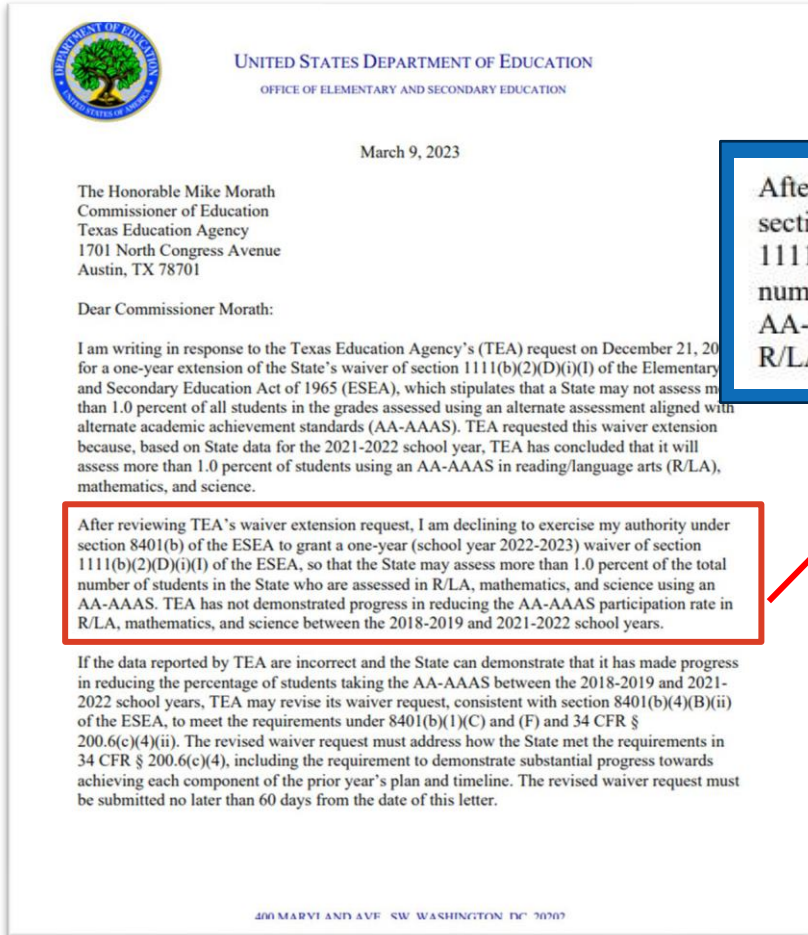 DEPARTMENT OF EDUCATION
UNITED STATES OF AMERICA
UNITED STATES DEPARTMENT OF EDUCATION
OFFICE OF ELEMENTARY AND SECONDARY EDUCATION
March 9, 2023
The Honorable Mike Morath
Commissioner of Education
Texas Education Agency
1701 North Congress Avenue
Austin, TX 78701
Dear Commissioner Morath:
I am writing in response to the Texas Education Agency's (TEA) request on December 21,
for a one-year extension of the State's waiver of section 1111(b)(2)(D)(i)(I) of the Elementary
and Secondary Education Act of 1965 (ESEA), which stipulates that a State may not assess
than 1.0 percent of all students in the grades assessed using an alternate assessment aligned with
alternate academic achievement standards (AA-AAAS). TEA requested this waiver extension
because, based on State data for the 2021-2022 school year, TEA has concluded that it will
assess more than 1.0 percent of students using an AA-AAAS in reading/language arts (R/LA),
mathematics, and science.
After reviewing TEA's waiver extension request, I am declining to exercise my authority under
section 8401(b) of the ESEA to grant a one-year (school year 2022-2023) waiver of section
1111(b)(2)(D)(i)(I) of the ESEA, so that the State may assess more than 1.0 percent of the total
number of students in the State who are assessed in R/LA, mathematics, and science using an
AA-AAAS. TEA has not demonstrated progress in reducing the AA-AAAS participation rate in
R/LA, mathematics, and science between the 2018-2019 and 2021-2022 school years.
If the data reported by TEA are incorrect and the State can demonstrate that it has made progress
in reducing the percentage of students taking the AA-AAAS between the 2018-2019 and 2021-
2022 school years, TEA may revise its waiver request, consistent with section 8401(b)(4)(B)(ii)
of the ESEA, to meet the requirements under 8401(b)(1)(C) and (F) and 34 CFR §
200.6(c)(4)(ii). The revised waiver request must address how the State met the requirements in
34 CFR § 200.6(c)(4), including the requirement to demonstrate substantial progress towards
achieving each component of the prior year's plan and timeline. The revised waiver request must
be submitted no later than 60 days from the date of this letter.
400 MARYLAND AVE., SW, WASHINGTON, DC 20202